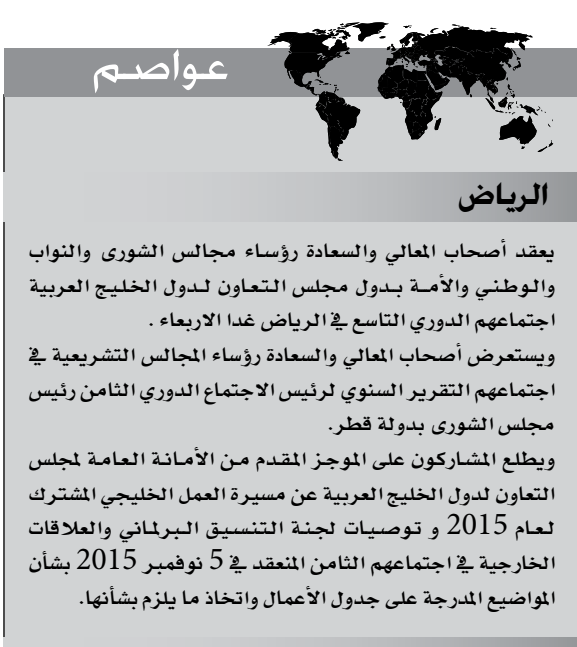 عواصم
الرياض
يعقد أصحاب المعالي والسعادة رؤساء مجالس الشورى والنواب
والوطني والأمة بدول مجلس التعاون لدول الخليج العربية
اجتماعهم الدوري التاسع في الرياض غدا الاربعاء .
ويستعرض أصحاب المعالي والسعادة رؤساء المجالس التشريعية في
اجتماعهم التقرير السنوي لرئيس الاجتماع الدوري الثامن رئيس
مجلس الشورى بدولة قطر.
ويطلع المشاركون على الموجز المقدم من الأمانة العامة لمجلس
التعاون لدول الخليج العربية عن مسيرة العمل الخليجي المشترك
لعام 2015 و توصيات لجنة التنسيق البرلماني والعلاقات
الخارجية في اجتماعهم الثامن المنعقد في 5 نوفمبر 2015 بشأن
المواضيع المدرجة على جدول الأعمال واتخاذ ما يلزم بشأنها.